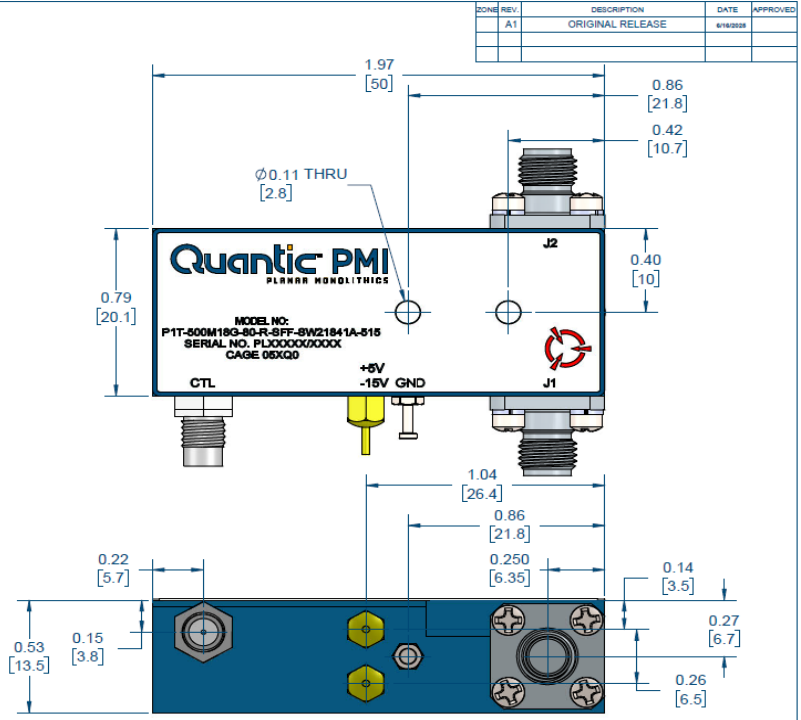 ZONE REV. DESCRIPTION DATE APPROVED
A1 ORIGINAL RELEASE 6/16/2025
1.97
[50]
0.86
[21.8]
0.42
[10.7]
Ø0.11 THRU
[2.8]
J2
Quantic PMI
PLANAR MONOLITHICS
0.40
[10]
0.79
[20.1]
MODEL NO:
P1T-500M18G-80-R-SFF-SW21841A-515
SERIAL NO. PLXXXXX/XXXX
CAGE 05XQ0
+5V
CTL -15V GND J1
1.04
[26.4]
0.86
[21.8]
0.22
[5.7]
0.250
[6.35]
0.14
[3.5]
0.53
[13.5]
0.15
[3.8]
0.27
[6.7]
0.26
[6.5]